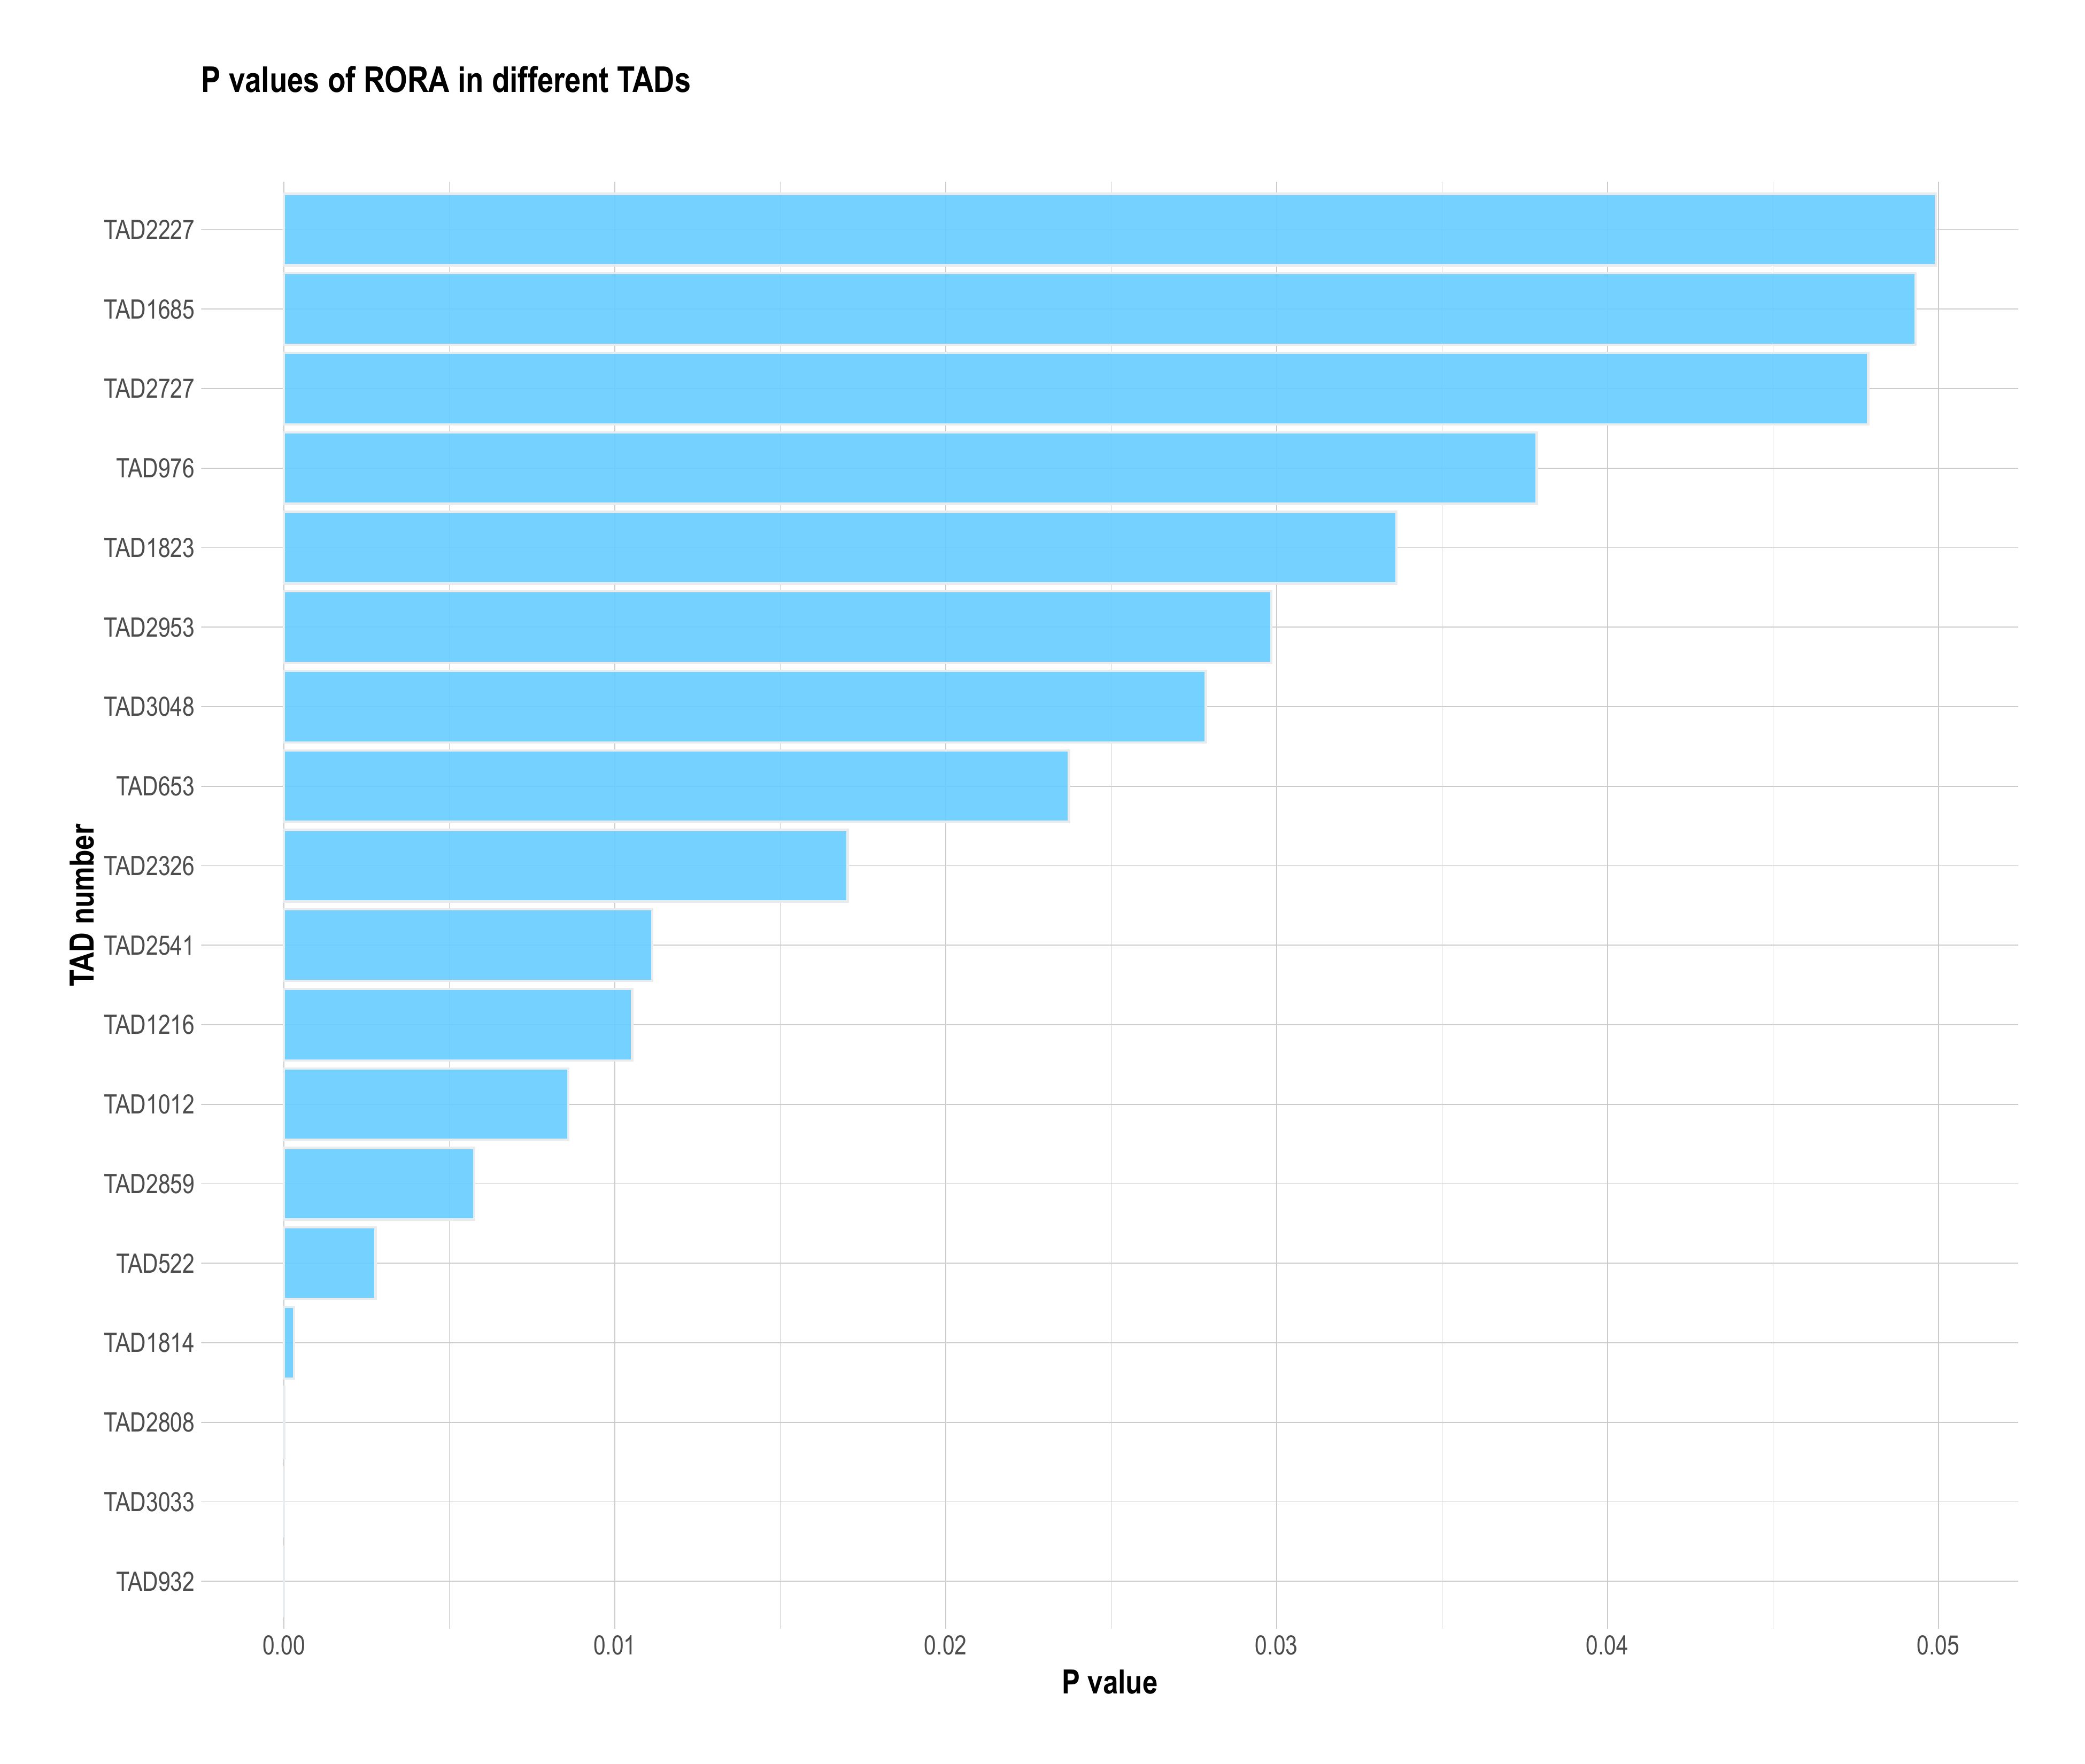 P values of RORA in different TADs
TAD number
TAD2227
TAD1685
TAD2727
TAD976
TAD1823
TAD2953
TAD3048
TAD653
TAD2326
TAD2541
TAD1216
TAD1012
TAD2859
TAD522
TAD1814
TAD2808
TAD3033
TAD932
0.00 0.01 0.02 0.03 0.04 0.05
P value